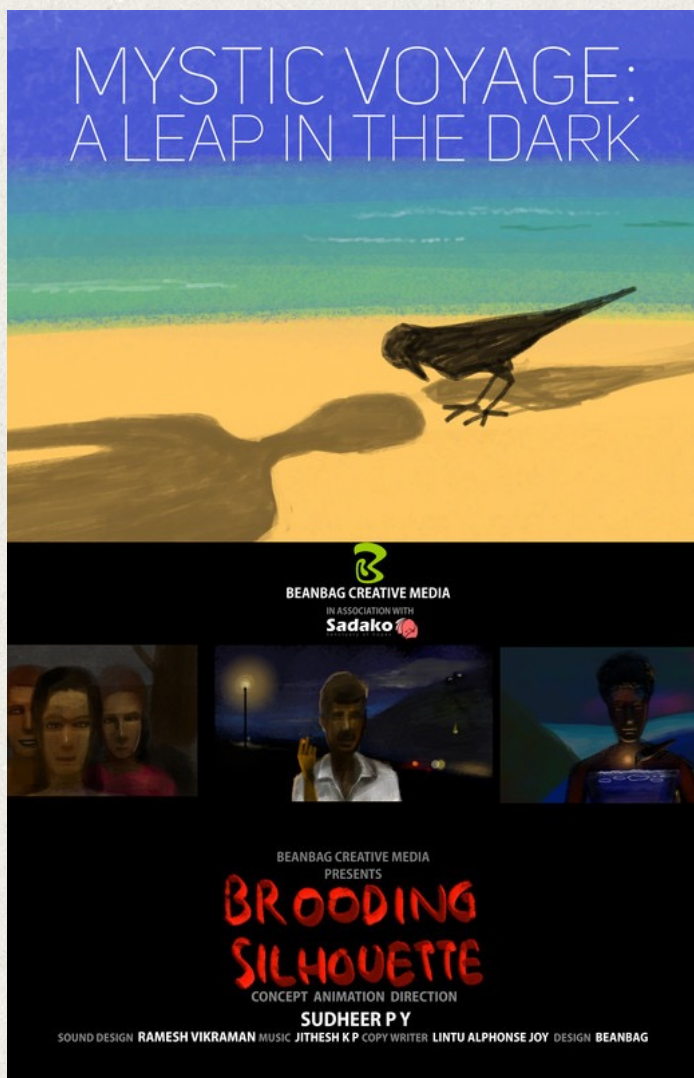 MYSTIC VOYAGE:
A LEAP IN THE DARK
BEANBAG CREATIVE MEDIA
IN ASSOCIATION WITH
Sadako
BEANBAG CREATIVE MEDIA
PRESENTS
BROODING
SILHOUETTE
CONCEPT ANIMATION DIRECTION
SUDHEER P Y
SOUND DESIGN RAMESH VIKRAMAN MUSIC JITHESH K P COPY WRITER LINTU ALPHONSE JOY DESIGN BEANBAG